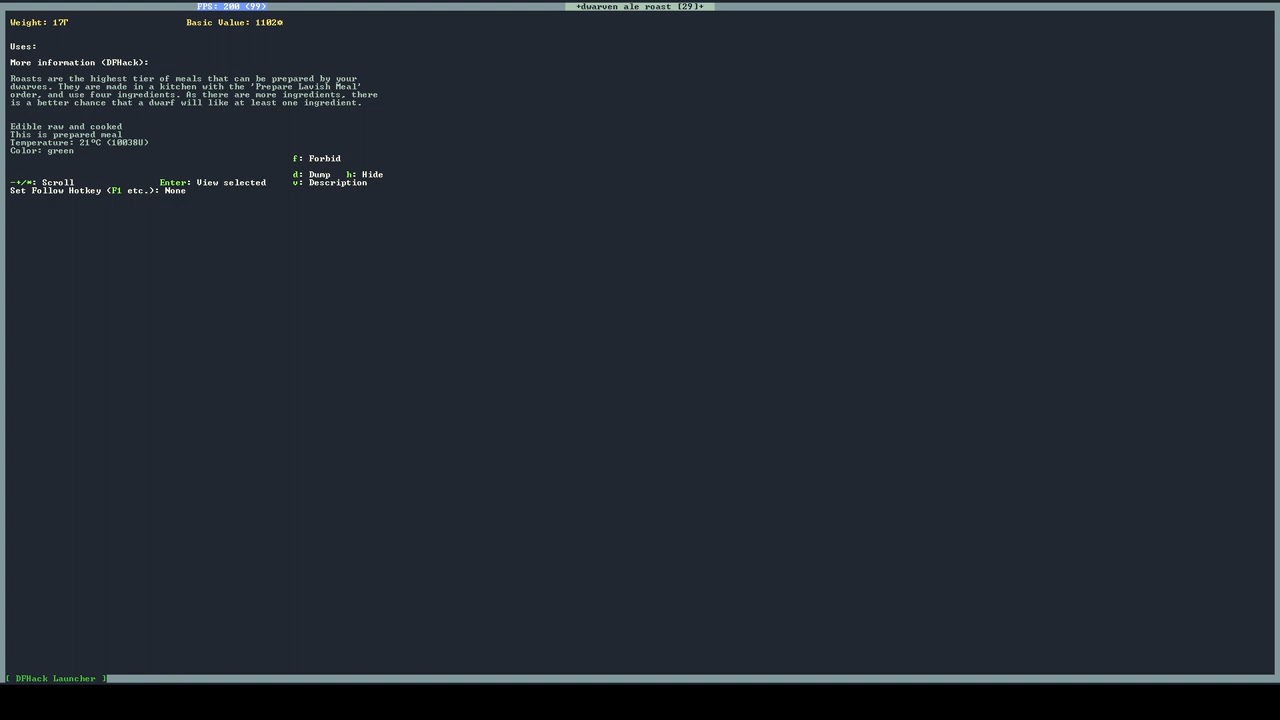 FPS: 200 (99)
+dwarven ale roast [29]+
Weight: 17Γ Basic Value: 1102☼
Uses:
More information (DFHack):
Roasts are the highest tier of meals that can be prepared by your
dwarves. They are made in a kitchen with the 'Prepare Lavish Meal'
order, and use four ingredients. As there are more ingredients, there
is a better chance that a dwarf will like at least one ingredient.
Edible raw and cooked
This is prepared meal
Temperature: 21°C (10038U)
Color: green
f: Forbid
d: Dump h: Hide
-+/*: Scroll Enter: View selected v: Description
Set Follow Hotkey (F1 etc.): None
[ DFHack Launcher ]